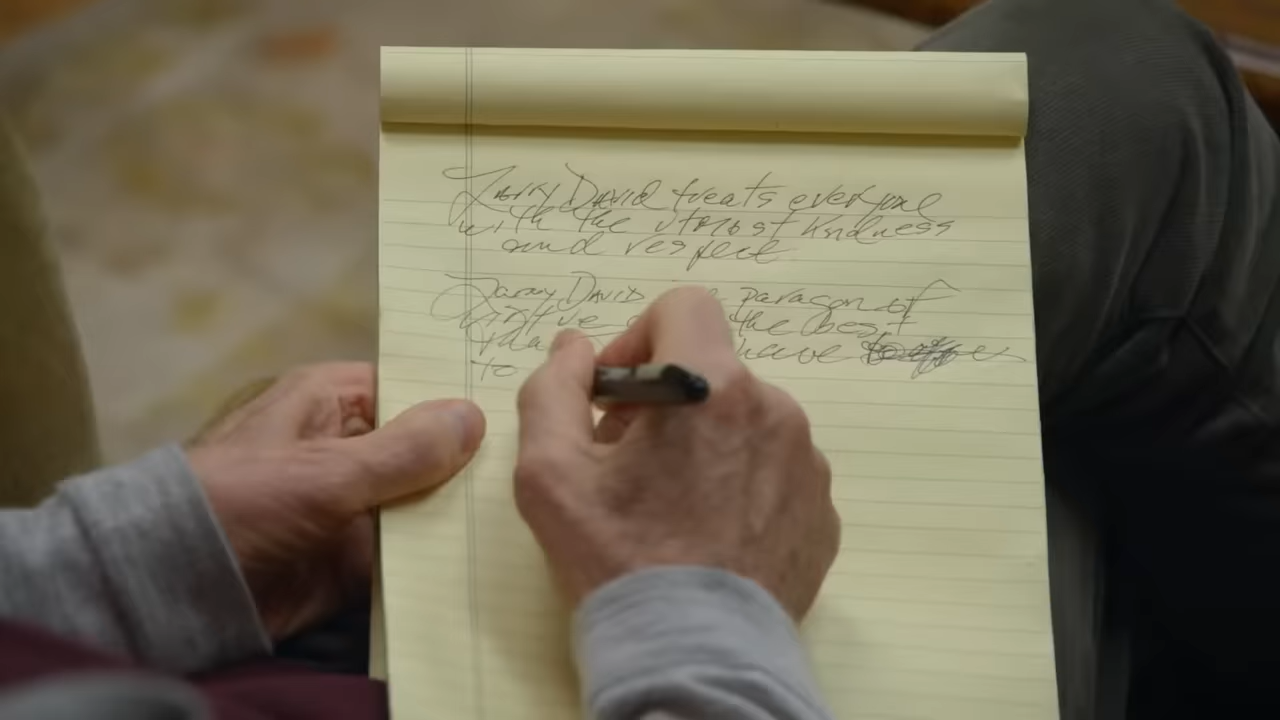 Larry David treats everyone
with the utmost kindness
and respect
Larry David paragon of
virtue the best
tha have
to